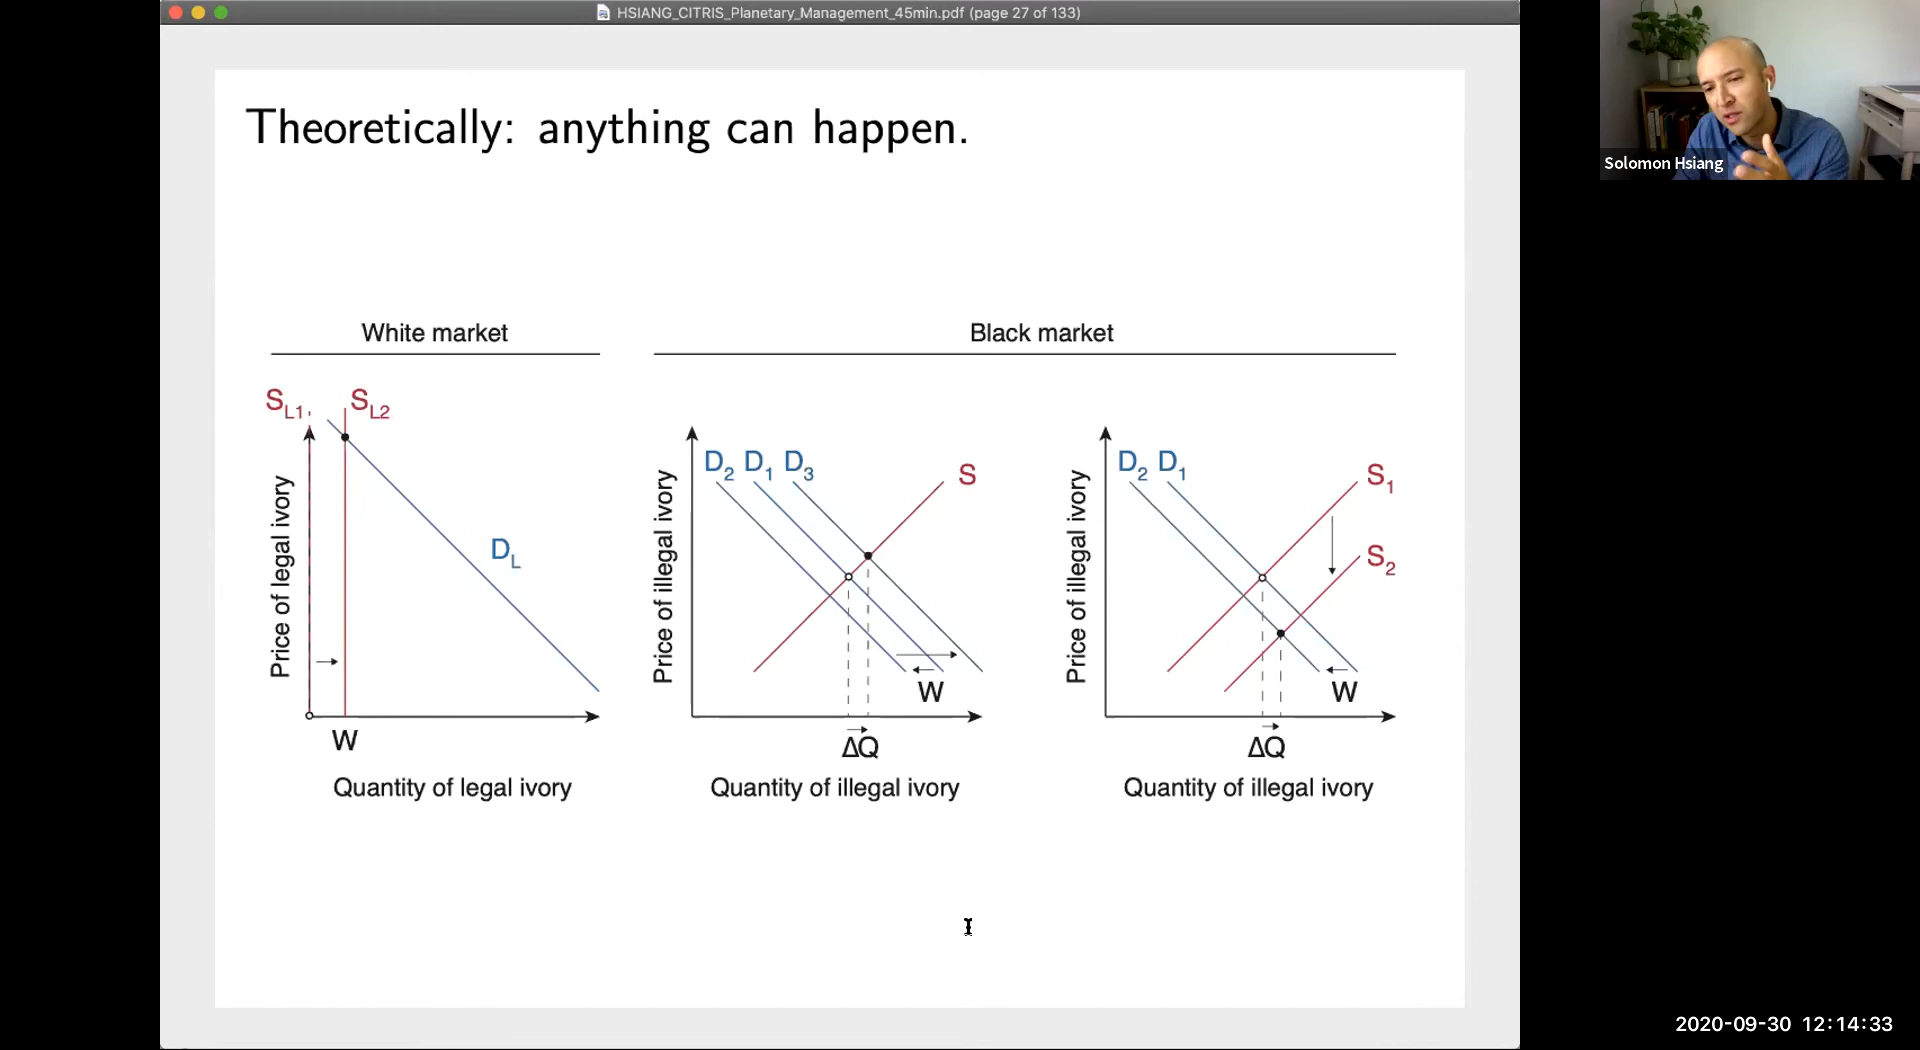 HSIANG_CITRIS_Planetary_Management_45min.pdf (page 27 of 133)
Solomon Hsiang
Theoretically: anything can happen.
White market
Black market
S_L1, S_L2
D_L
Price of legal ivory
W
Quantity of legal ivory
D_2 D_1 D_3
S
Price of illegal ivory
W
ΔQ
Quantity of illegal ivory
D_2 D_1
S_1
S_2
Price of illegal ivory
W
ΔQ
Quantity of illegal ivory
2020-09-30 12:14:33